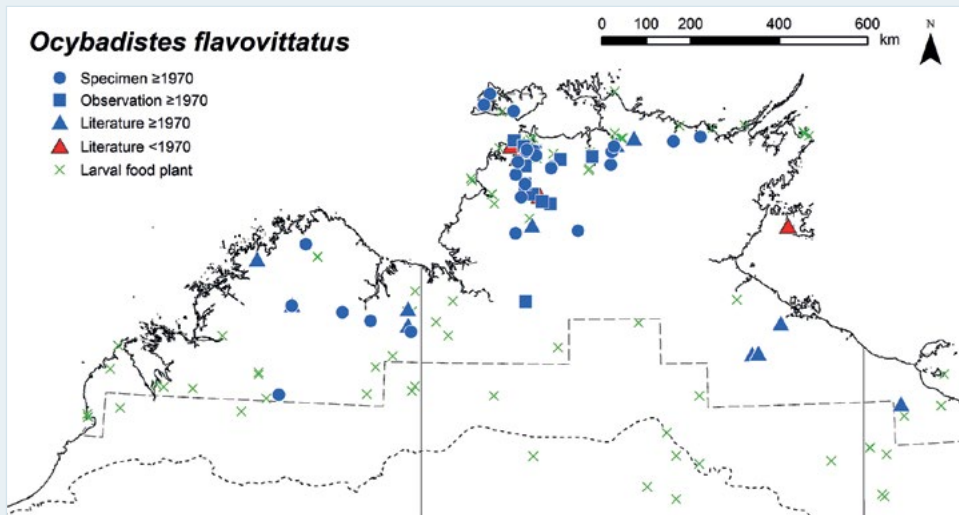 Ocybadistes flavovittatus
Specimen ≥1970
Observation ≥1970
Literature ≥1970
Literature <1970
Larval food plant
0 100 200 400 600
km
N